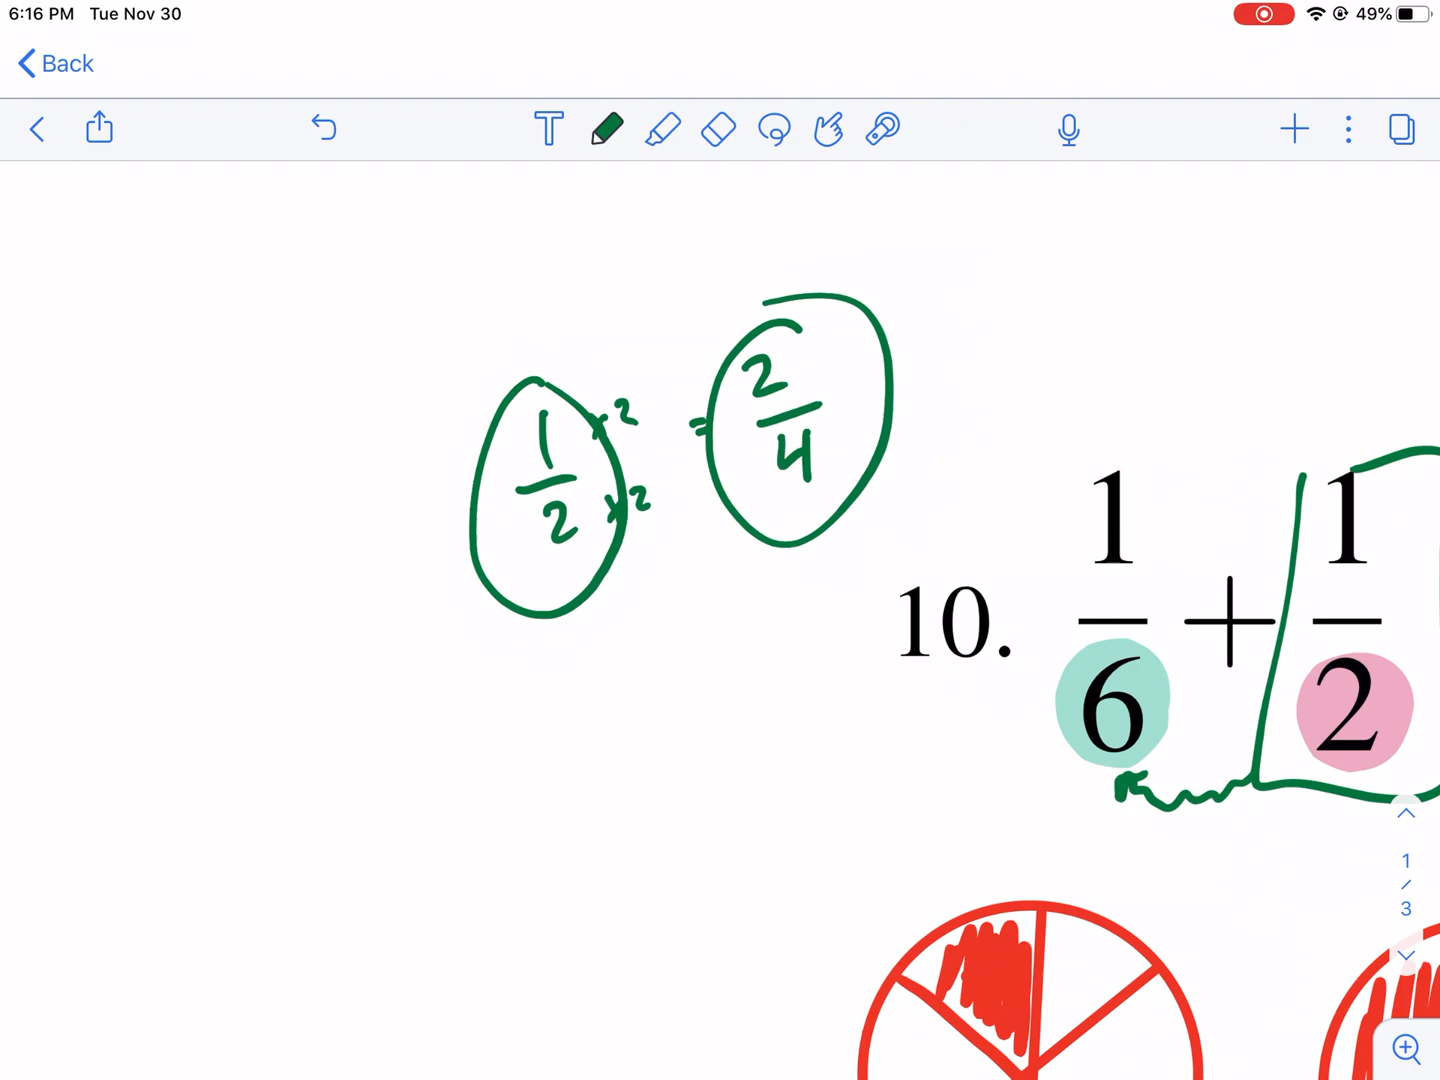 6:16 PM Tue Nov 30 49%
Back
T
1/2 ×2 ×2 = 2/4
10. 1/6 + 1/2
1
/
3